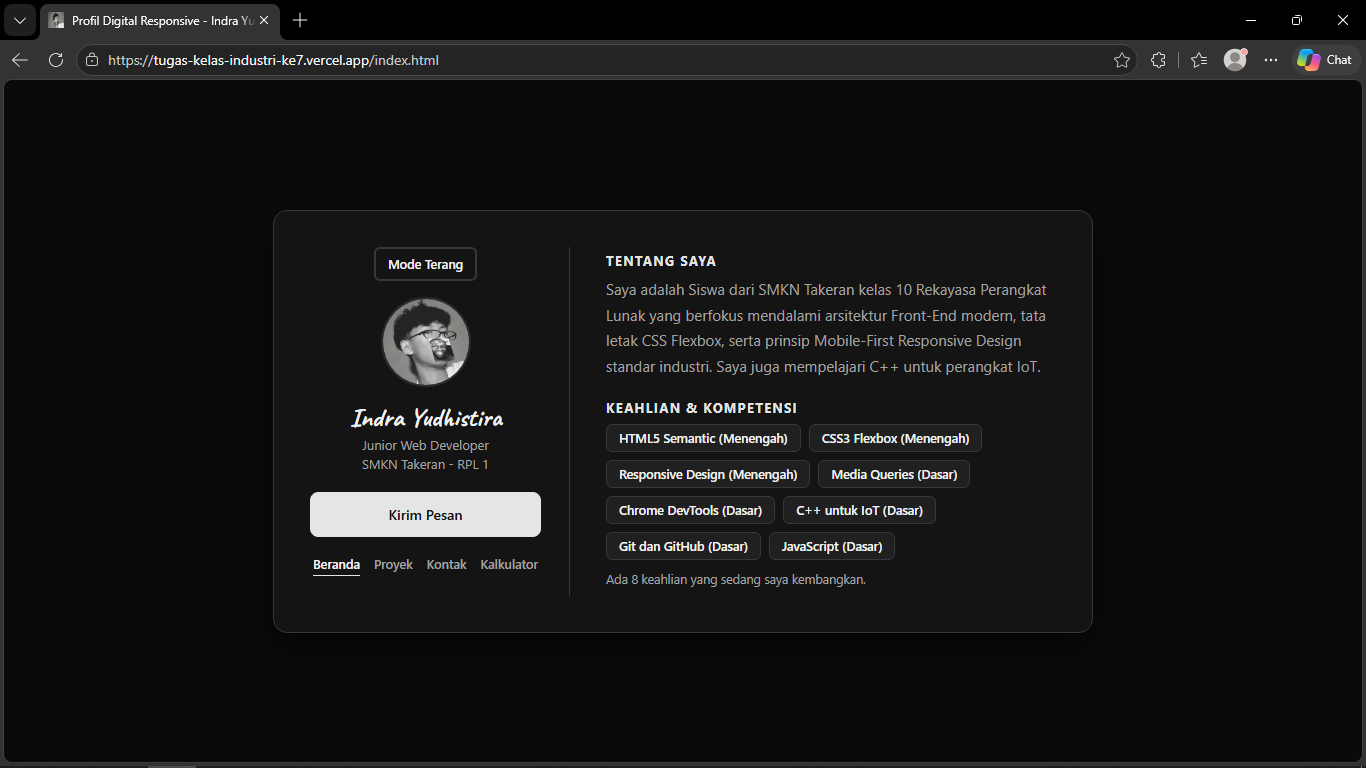 Profil Digital Responsive - Indra Yu
https://tugas-kelas-industri-ke7.vercel.app/index.html
Chat
Mode Terang
Indra Yudhistira
Junior Web Developer
SMKN Takeran - RPL 1
Kirim Pesan
Beranda Proyek Kontak Kalkulator
TENTANG SAYA
Saya adalah Siswa dari SMKN Takeran kelas 10 Rekayasa Perangkat
Lunak yang berfokus mendalami arsitektur Front-End modern, tata
letak CSS Flexbox, serta prinsip Mobile-First Responsive Design
standar industri. Saya juga mempelajari C++ untuk perangkat IoT.
KEAHLIAN & KOMPETENSI
HTML5 Semantic (Menengah) CSS3 Flexbox (Menengah)
Responsive Design (Menengah) Media Queries (Dasar)
Chrome DevTools (Dasar) C++ untuk IoT (Dasar)
Git dan GitHub (Dasar) JavaScript (Dasar)
Ada 8 keahlian yang sedang saya kembangkan.